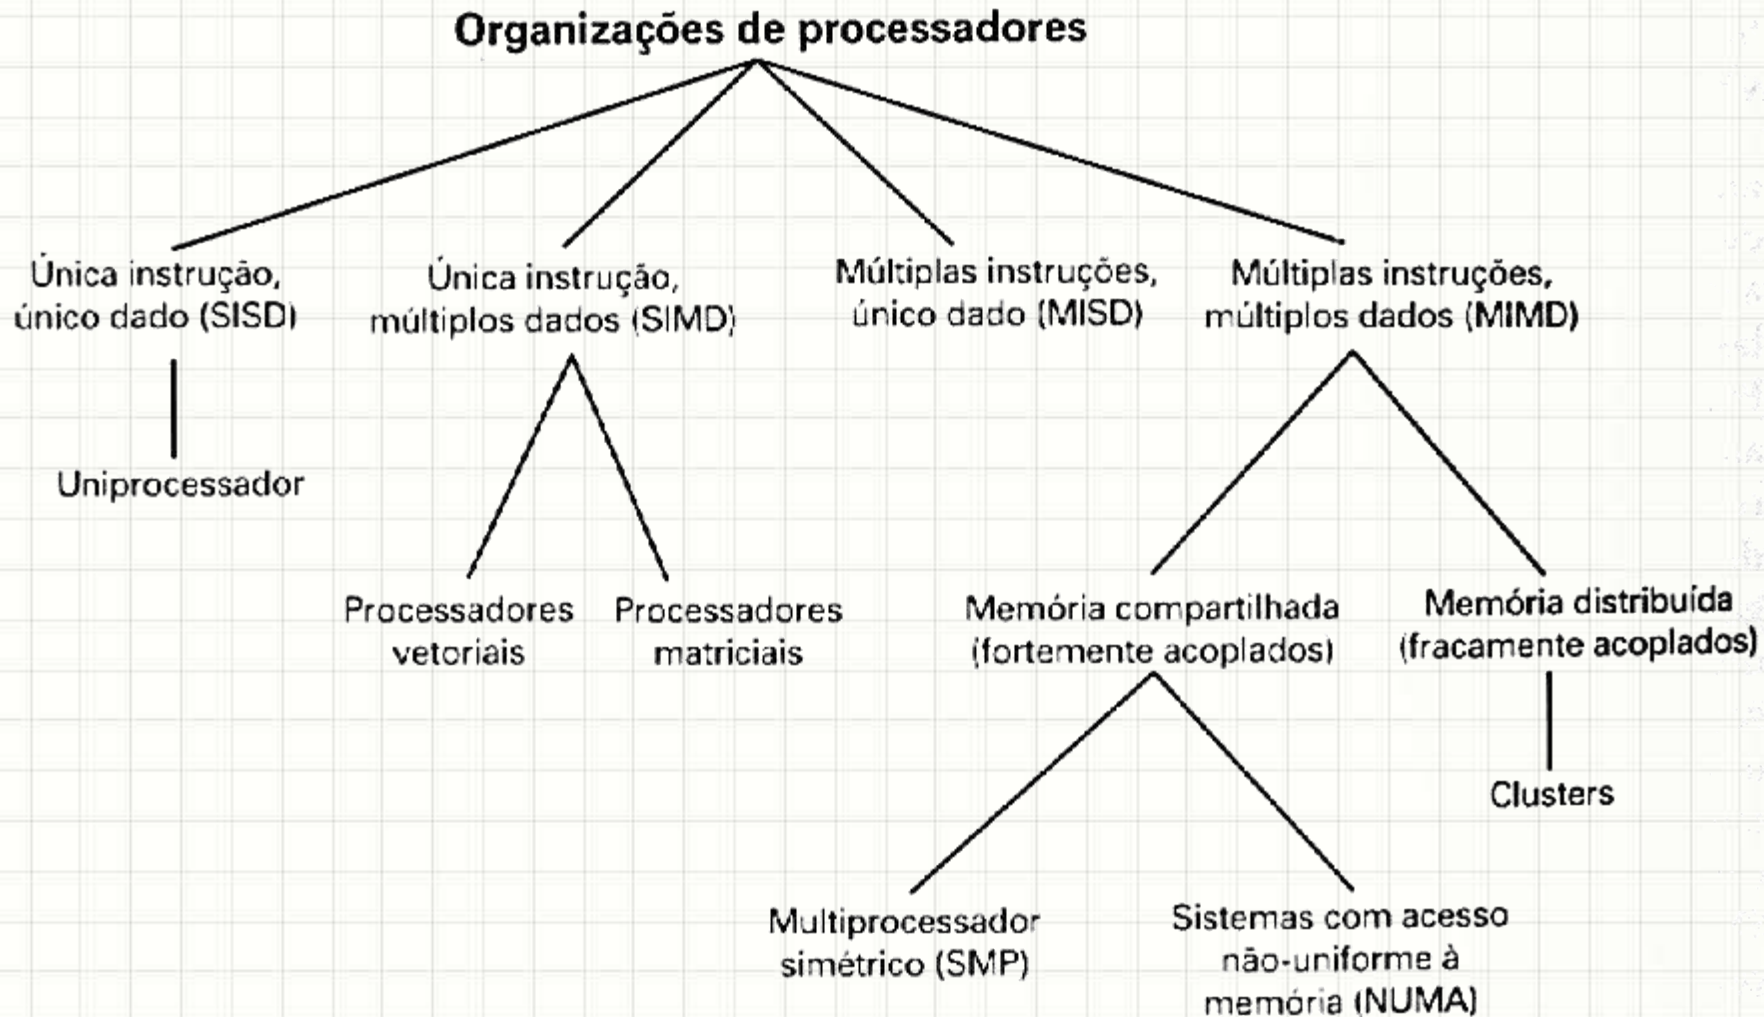 Organizações de processadores
Única instrução,
único dado (SISD)
Única instrução,
múltiplos dados (SIMD)
Múltiplas instruções,
único dado (MISD)
Múltiplas instruções,
múltiplos dados (MIMD)
Uniprocessador
Processadores
vetoriais
Processadores
matriciais
Memória compartilhada
(fortemente acoplados)
Memória distribuída
(fracamente acoplados)
Clusters
Multiprocessador
simétrico (SMP)
Sistemas com acesso
não-uniforme à
memória (NUMA)